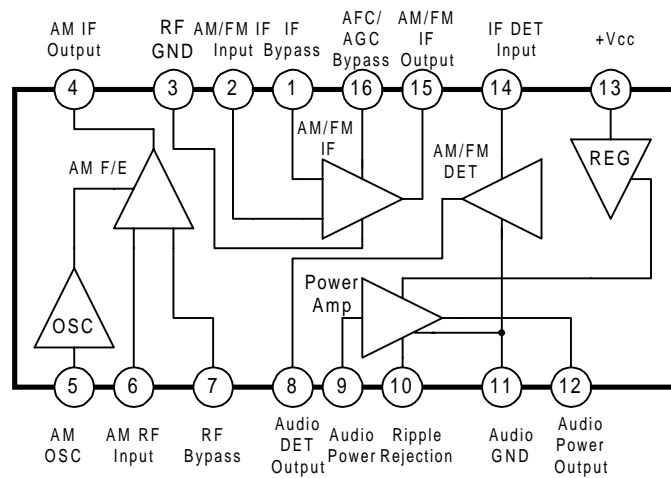 AM IF
Output
RF
GND
AM/FM IF
Input
IF
Bypass
AFC/
AGC
Bypass
AM/FM
IF
Output
IF DET
Input
+Vcc
4
3
2
1
16
15
14
13
AM F/E
AM/FM
IF
AM/FM
DET
REG
OSC
Power
Amp
5
6
7
8
9
10
11
12
AM
OSC
AM RF
Input
RF
Bypass
Audio
DET
Output
Audio
Power
Ripple
Rejection
Audio
GND
Audio
Power
Output